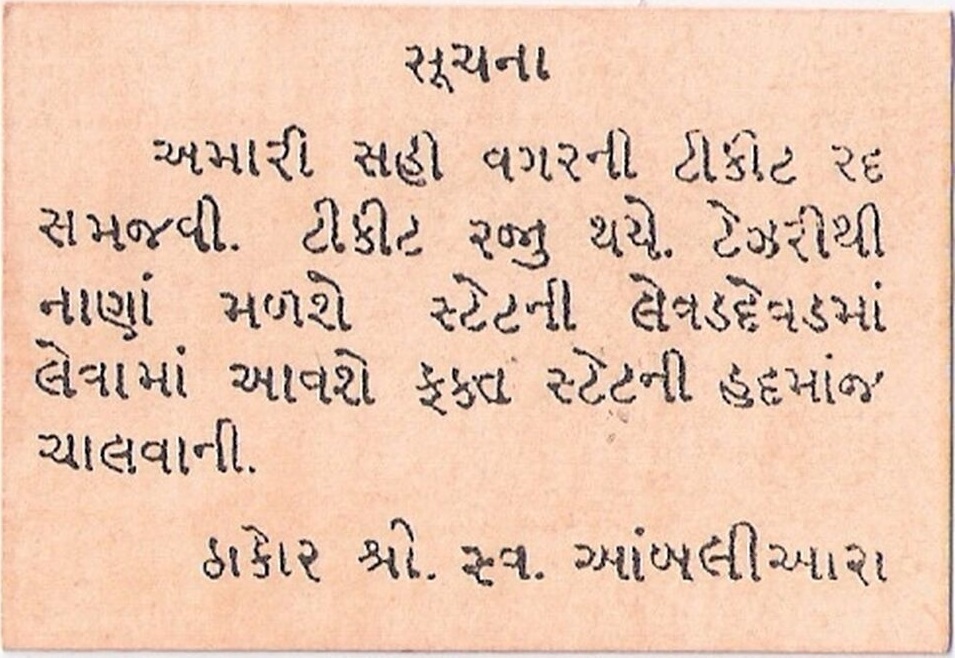 સૂચના
અમારી સહી વગરની ટીકીટ રદ
સમજવી. ટીકીટ રજુ થયે. ટેઝરીથી
નાણાં મળશે સ્ટેટની લેવડદેવડમાં
લેવામાં આવશે ફકત સ્ટેટની હદમાંજ
ચાલવાની.
ઠાકોર શ્રી. સ્વ. આંબલીઆરા